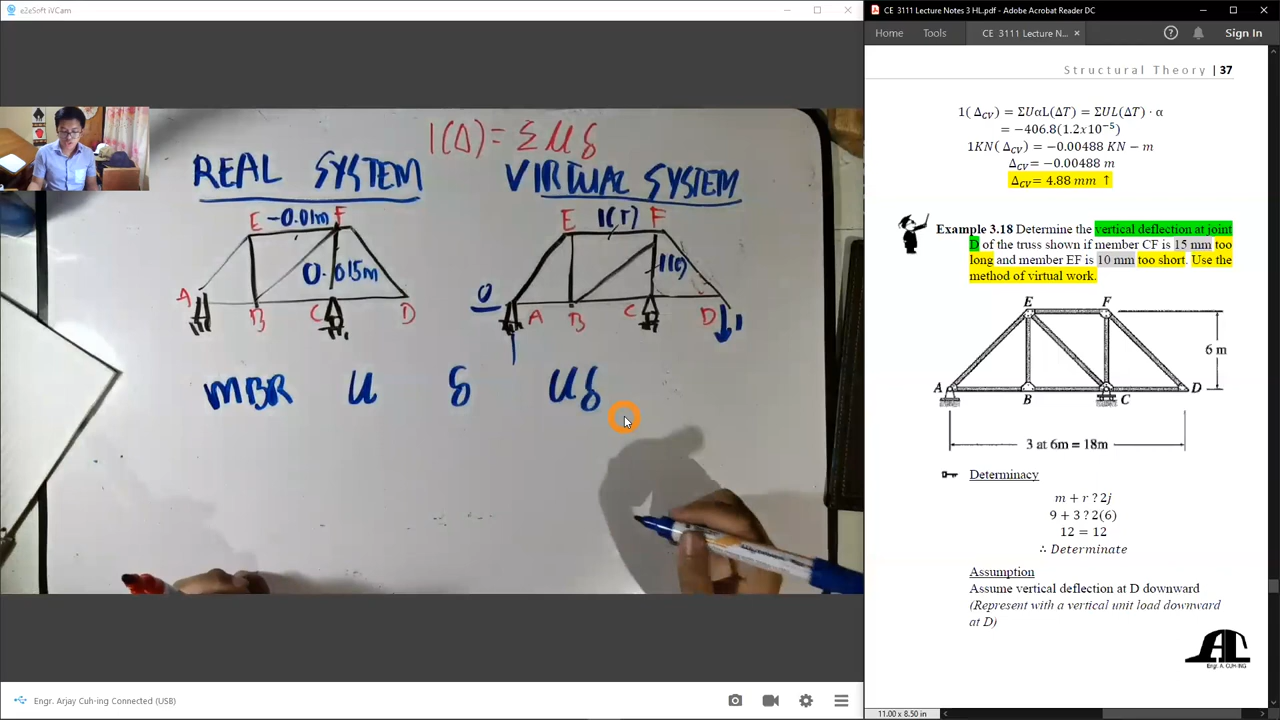 e2eSoft iVCam
1(Δ)= Σ u δ
REAL SYSTEM
VIRTUAL SYSTEM
E -0.01m F
0.015m
A B C D
E 1(T) F
1(C)
0
A B C D 1
MBR u δ uδ
Engr. Arjay Cuh-ing Connected (USB)
CE 3111 Lecture Notes 3 HL.pdf - Adobe Acrobat Reader DC
Home Tools CE 3111 Lecture N... × Sign In
Structural Theory | 37
1( Δ_CV) = ΣUαL(ΔT) = ΣUL(ΔT) · α
= −406.8(1.2x10⁻⁵)
1KN( Δ_CV) = −0.00488 KN − m
Δ_CV= −0.00488 m
Δ_CV= 4.88 mm ↑
Example 3.18 Determine the vertical deflection at joint
D of the truss shown if member CF is 15 mm too
long and member EF is 10 mm too short. Use the
method of virtual work.
E F
6 m
A B C D
3 at 6m = 18m
Determinacy
m + r ? 2j
9 + 3 ? 2(6)
12 = 12
∴ Determinate
Assumption
Assume vertical deflection at D downward
(Represent with a vertical unit load downward
at D)
Engr. A. CUH-ING
11.00 x 8.50 in